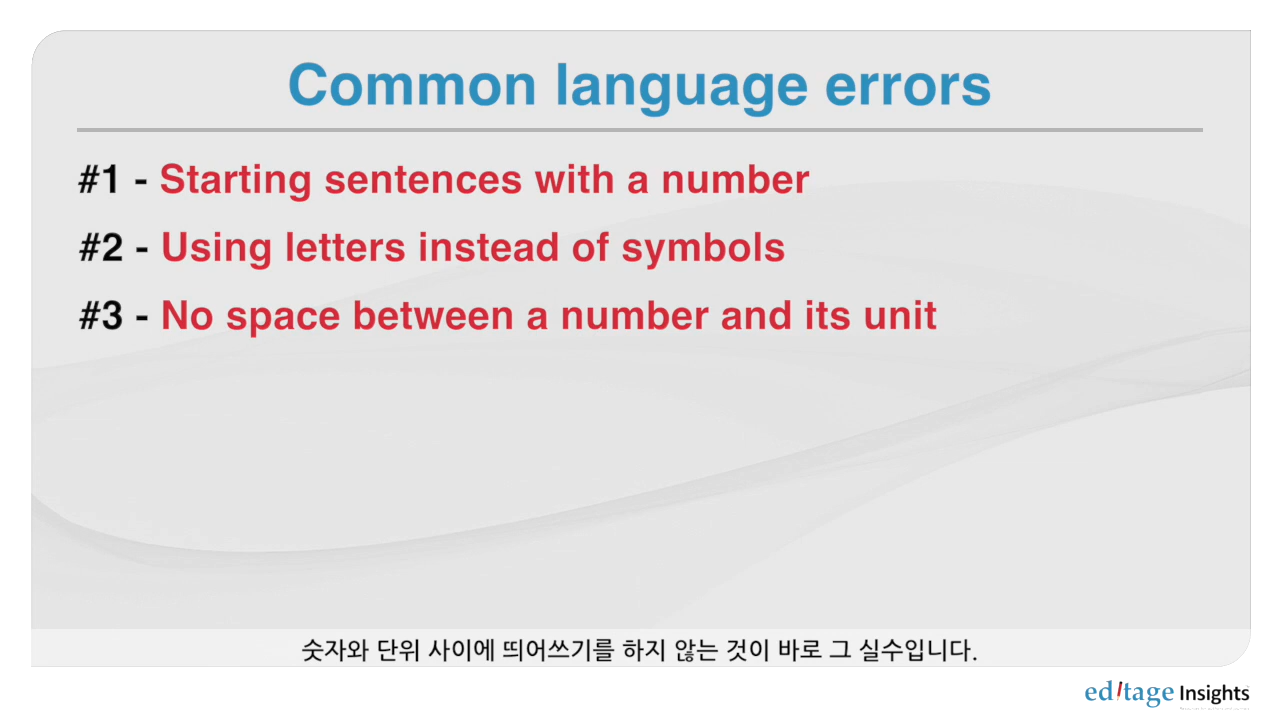 Common language errors
#1 - Starting sentences with a number
#2 - Using letters instead of symbols
#3 - No space between a number and its unit
숫자와 단위 사이에 띄어쓰기를 하지 않는 것이 바로 그 실수입니다.
editage Insights